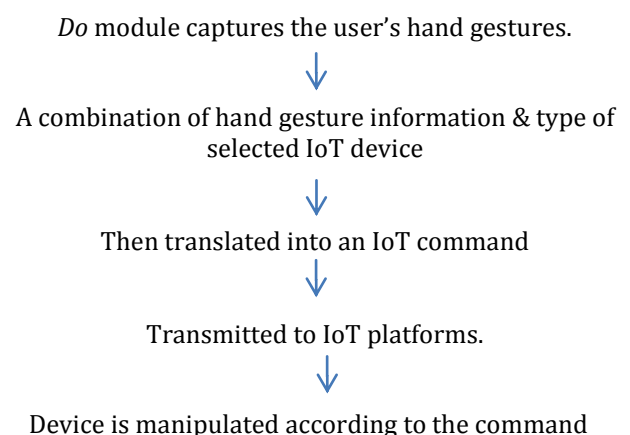 Do module captures the user’s hand gestures.
A combination of hand gesture information & type of
selected IoT device
Then translated into an IoT command
Transmitted to IoT platforms.
Device is manipulated according to the command